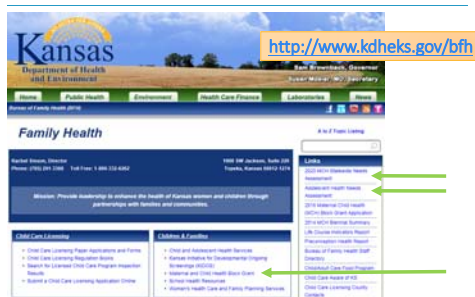 http://www.kdheks.gov/bfh
Kansas
Department of Health
and Environment
Sam Brownback, Governor
Susan Mosier, MD, Secretary
Home
Public Health
Environment
Health Care Finance
Laboratories
News
Bureau of Family Health (BFH)
Family Health
A to Z Topic Listing
Rachel Sisson, Director
Phone: (785) 291-3368 Toll Free: 1-800-332-6262
1000 SW Jackson, Suite 220
Topeka, Kansas 66612-1274
Mission: Provide leadership to enhance the health of Kansas women and children through
partnerships with families and communities.
Child Care Licensing
Child Care Licensing Paper Applications and Forms
Child Care Licensing Regulation Books
Search for Licensed Child Care Program Inspection
Results
Submit a Child Care Licensing Application Online
Children & Families
Child and Adolescent Health Services
Kansas Initiative for Developmental Ongoing
Screenings (KIDOS)
Maternal and Child Health Block Grant
School Health Resources
Women's Health Care and Family Planning Services
Links
2020 MCH Statewide Needs
Assessment
Adolescent Health Needs
Assessment
2016 Maternal Child Health
(MCH) Block Grant Application
2014 MCH Biennial Summary
Life Course Indicators Report
Preconception Health Report
Bureau of Family Health Staff
Directory
Child/Adult Care Food Program
Child Care Aware of KS
Child Care Licensing County
Contacts